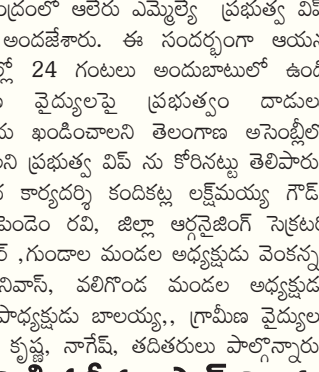 ంద్రంలో ఆలేరు ఎమ్మెల్యే ప్రభుత్వ విప్
అందజేశారు. ఈ సందర్భంగా ఆయన
ల్లో 24 గంటలు అందుబాటులో ఉండి
వైద్యులపై ప్రభుత్వం దాడుల
ను ఖండించాలని తెలంగాణ అసెంబ్లీలో
లని ప్రభుత్వ విప్ ను కోరినట్టు తెలిపారు
కార్యదర్శి కందికట్ల లక్ష్మయ్య గౌడ్
పెండెం రవి, జిల్లా ఆర్గనైజింగ్ సెక్రటరీ
ర్ ,గుండాల మండల అధ్యక్షుడు వెంకన్న
నివాస్, వలిగొండ మండల అధ్యక్షుడు
పాధ్యక్షుడు బాలయ్య,, గ్రామీణ వైద్యుల
కృష్ణ, నాగేష్, తదితరులు పాల్గొన్నారు